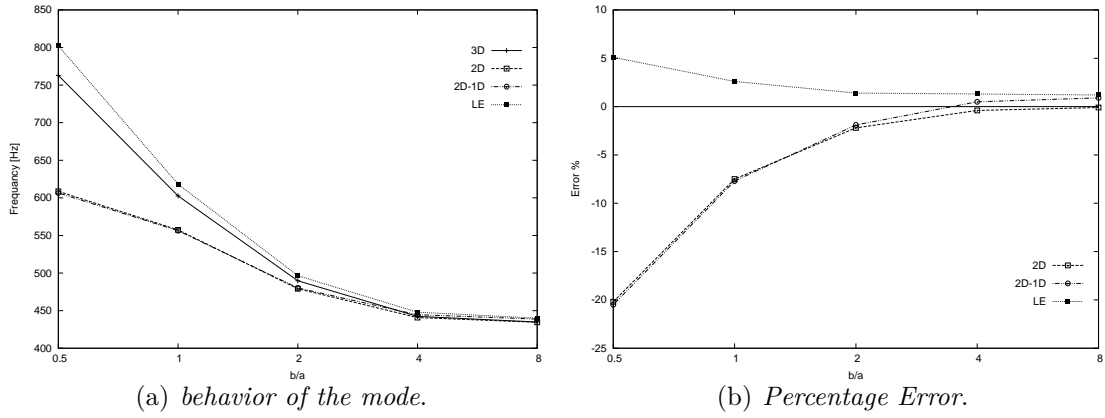 850
800
750
700
650
600
550
500
450
400
Frequancy [Hz]
0.5
1
2
4
8
b/a
3D
2D
2D-1D
LE
(a) behavior of the mode.
10
5
0
-5
-10
-15
-20
-25
Error %
0.5
1
2
4
8
b/a
2D
2D-1D
LE
(b) Percentage Error.